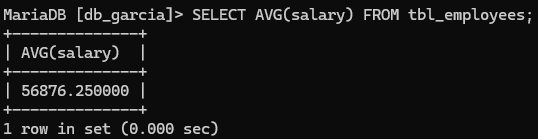 MariaDB [db_garcia]> SELECT AVG(salary) FROM tbl_employees;
+--------------+
| AVG(salary)  |
+--------------+
| 56876.250000 |
+--------------+
1 row in set (0.000 sec)